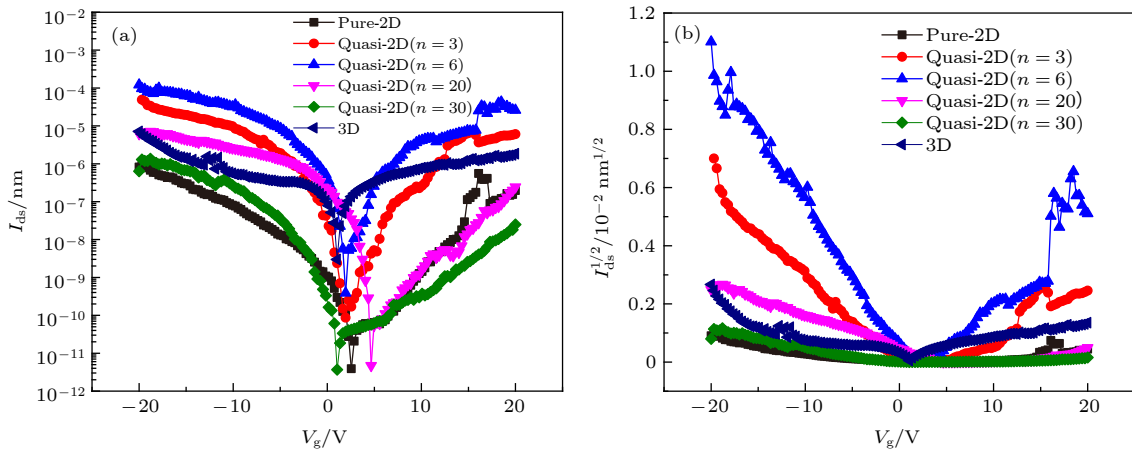 (a)
Pure-2D
Quasi-2D(n = 3)
Quasi-2D(n = 6)
Quasi-2D(n = 20)
Quasi-2D(n = 30)
3D
10⁻²
10⁻³
10⁻⁴
10⁻⁵
10⁻⁶
10⁻⁷
10⁻⁸
10⁻⁹
10⁻¹⁰
10⁻¹¹
10⁻¹²
I_ds/nm
−20 −10 0 10 20
V_g/V
(b)
Pure-2D
Quasi-2D(n = 3)
Quasi-2D(n = 6)
Quasi-2D(n = 20)
Quasi-2D(n = 30)
3D
1.2
1.0
0.8
0.6
0.4
0.2
0
I_ds^1/2/10⁻² nm^1/2
−20 −10 0 10 20
V_g/V